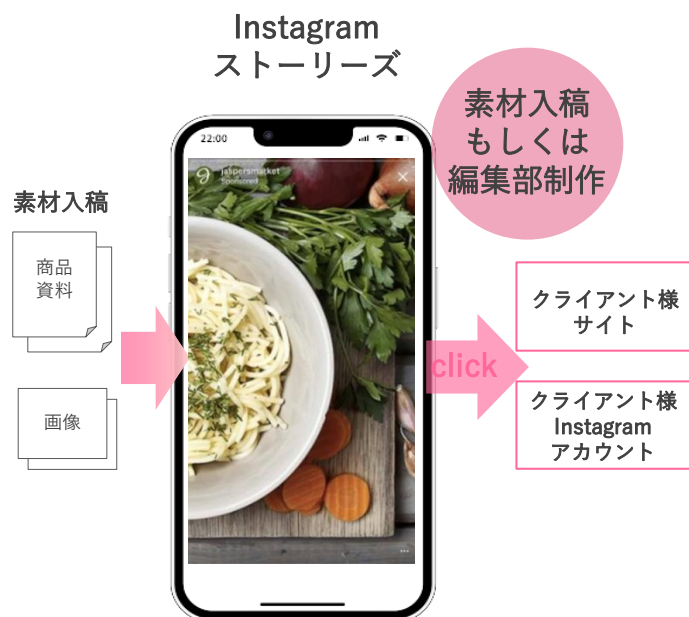 Instagram
ストーリーズ
素材入稿
もしくは
編集部制作
素材入稿
商品
資料
画像
22:00
jaspersmarket
Sponsored
click
クライアント様
サイト
クライアント様
Instagram
アカウント